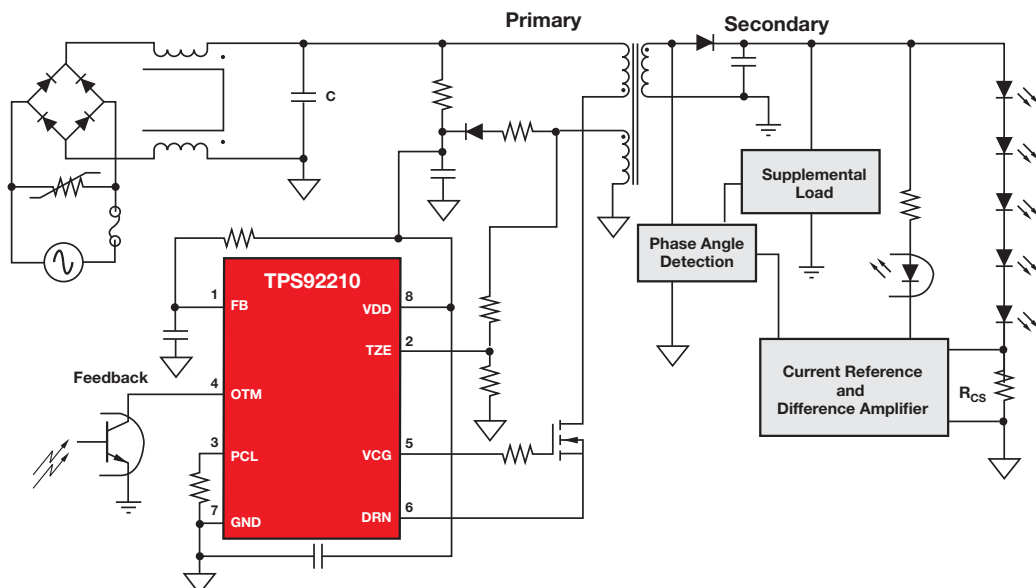 Primary
Secondary
C
Supplemental
Load
Phase Angle
Detection
TPS92210
1
FB
VDD
8
TZE
2
Feedback
4
OTM
Current Reference
and
Difference Amplifier
R_CS
3
PCL
VCG
5
7
GND
DRN
6